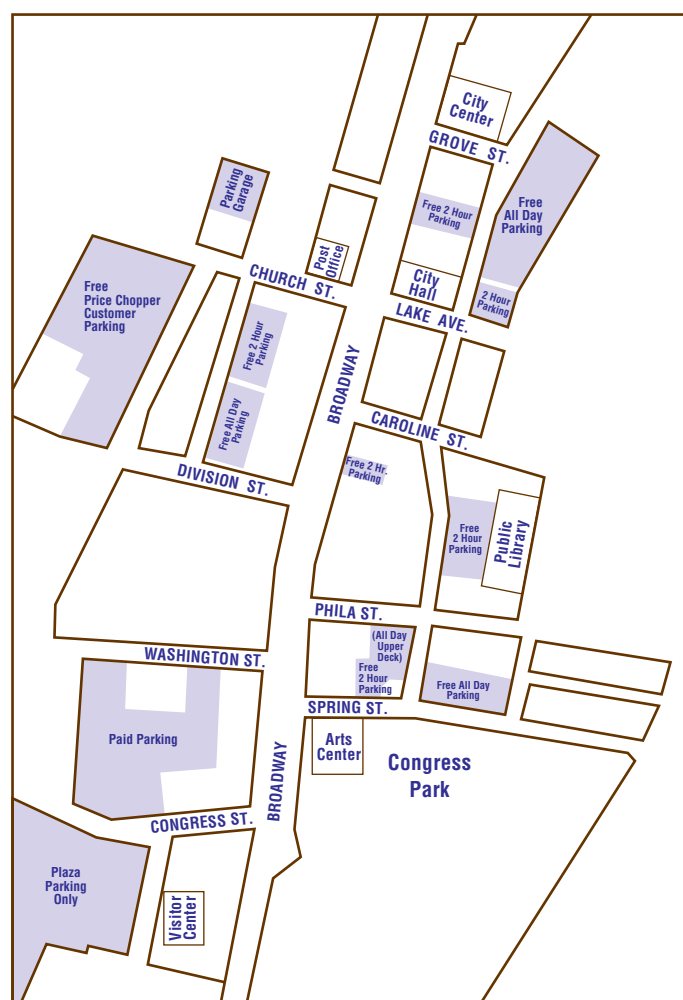 City
Center
GROVE ST.
Parking
Garage
Free
All Day
Parking
Free 2 Hour
Parking
Post
Office
City
Hall
CHURCH ST.
Free
Price Chopper
Customer
Parking
2 Hour
Parking
LAKE AVE.
Free 2 Hour
Parking
BROADWAY
Free All Day
Parking
CAROLINE ST.
Free 2 Hr.
Parking
DIVISION ST.
Free
2 Hour
Parking
Public
Library
PHILA ST.
(All Day
Upper
Deck)
Free
2 Hour
Parking
WASHINGTON ST.
Free All Day
Parking
SPRING ST.
Paid Parking
Arts
Center
BROADWAY
Congress
Park
CONGRESS ST.
Plaza
Parking
Only
Visitor
Center